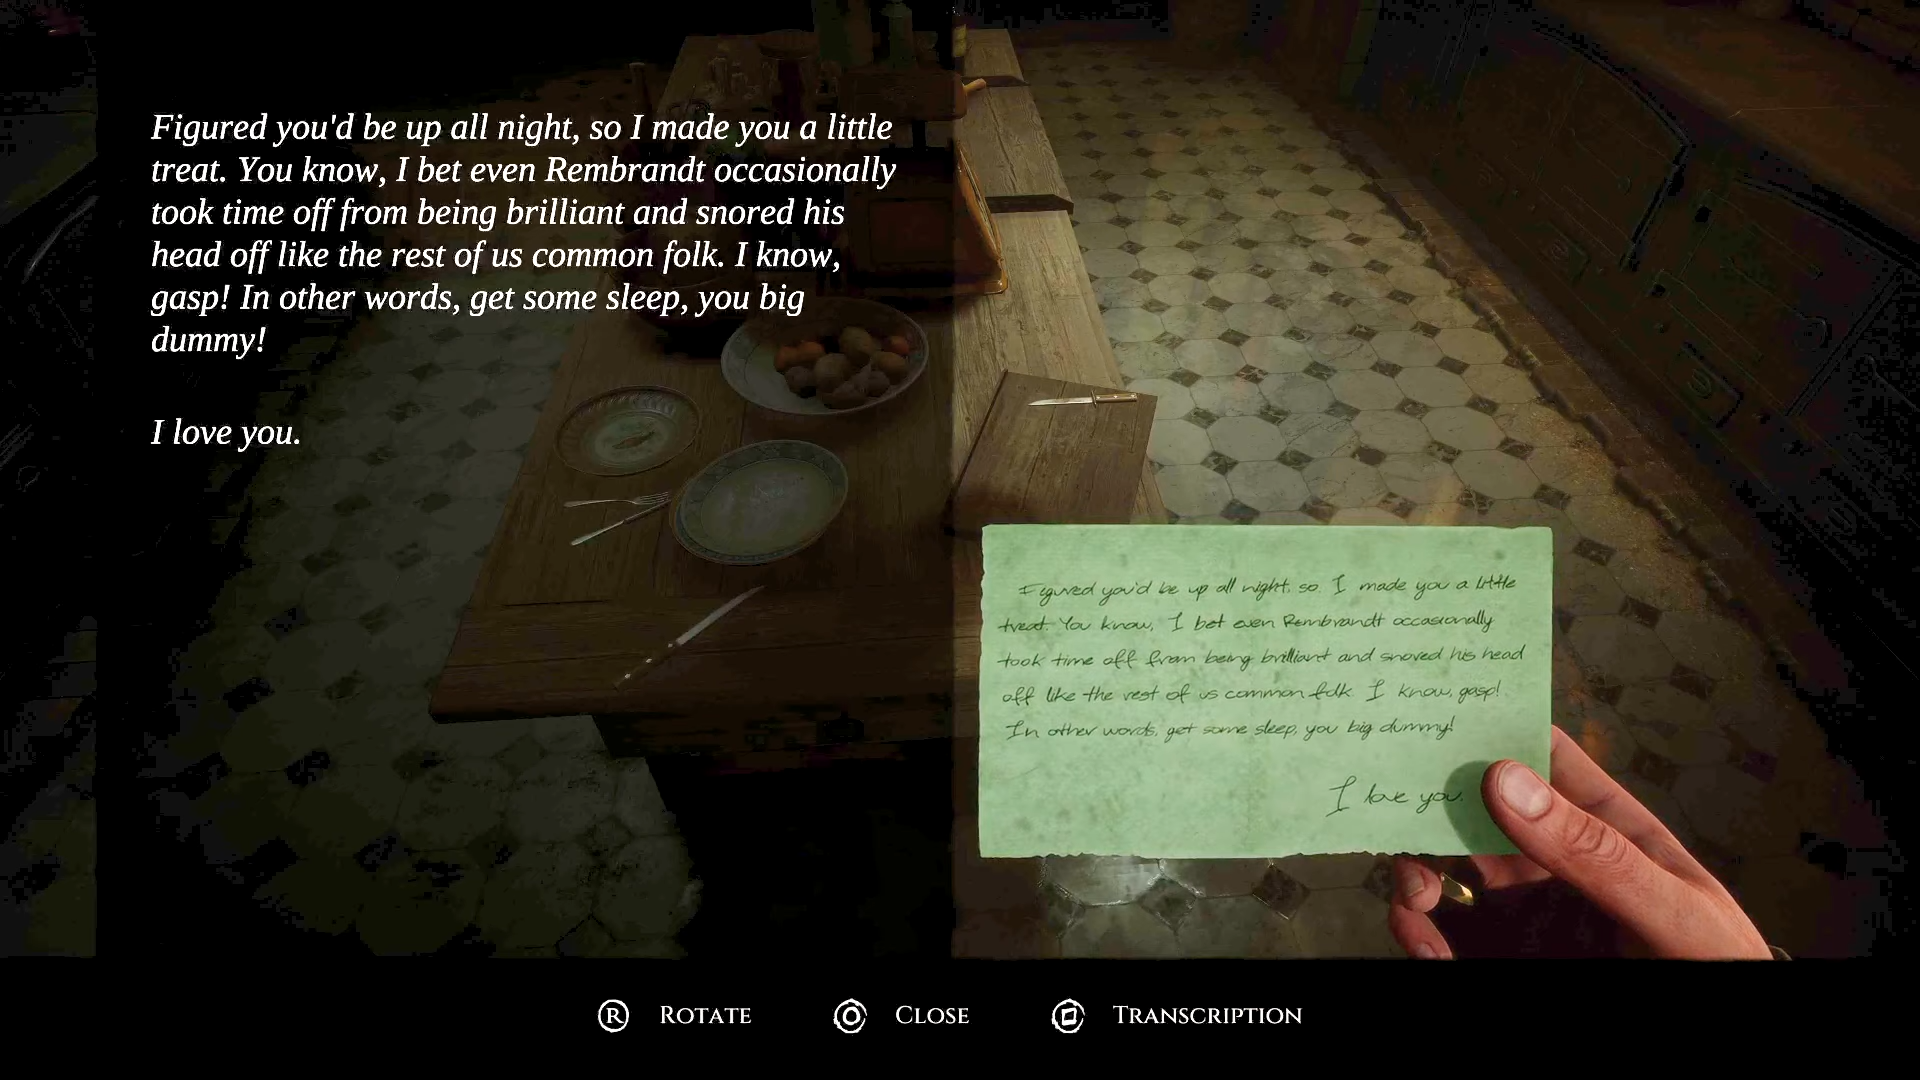 Figured you'd be up all night, so I made you a little
treat. You know, I bet even Rembrandt occasionally
took time off from being brilliant and snored his
head off like the rest of us common folk. I know,
gasp! In other words, get some sleep, you big
dummy!
I love you.
Figured you'd be up all night, so I made you a little
treat. You know, I bet even Rembrandt occasionally
took time off from being brilliant and snored his head
off like the rest of us common folk. I know, gasp!
In other words, get some sleep, you big dummy!
I love you.
R ROTATE CLOSE TRANSCRIPTION